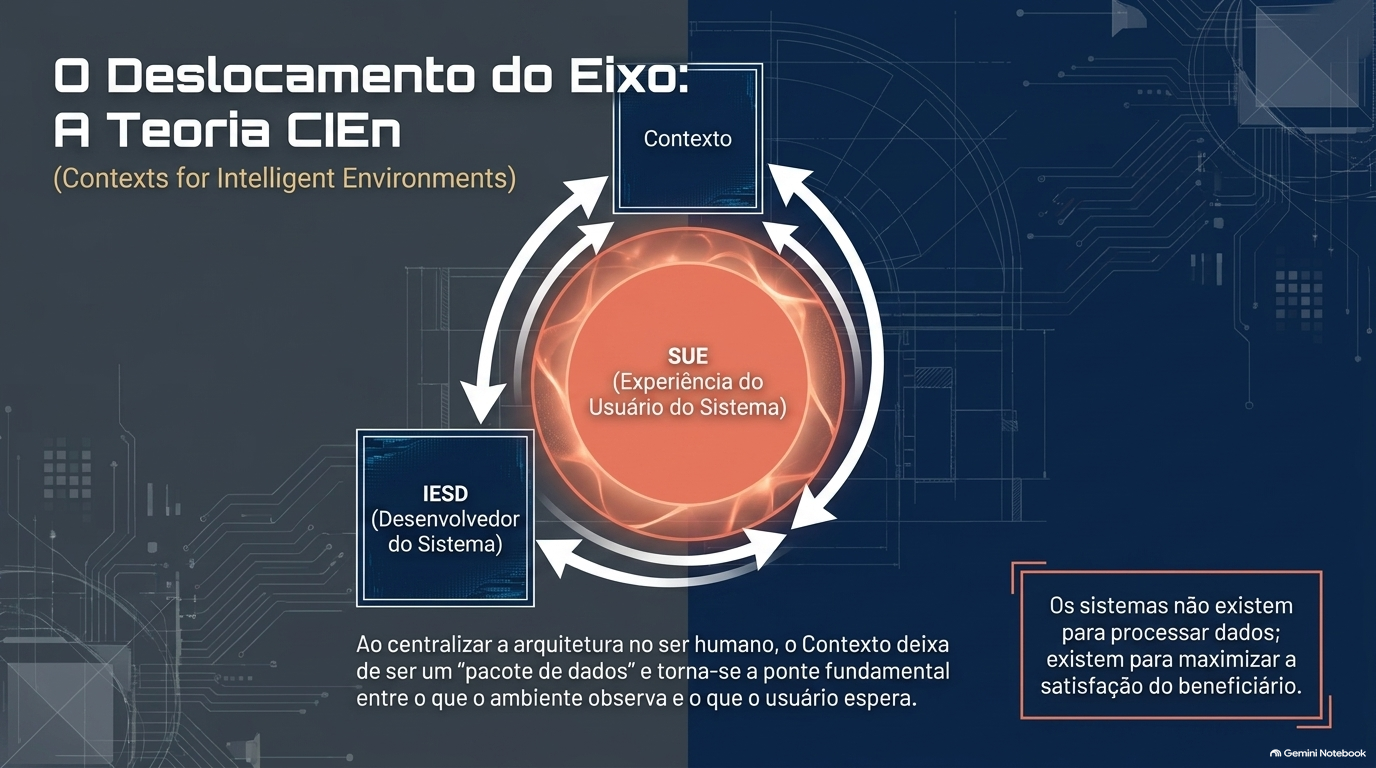 O Deslocamento do Eixo:
A Teoria CIEn
(Contexts for Intelligent Environments)
Contexto
SUE
(Experiência do
Usuário do Sistema)
IESD
(Desenvolvedor
do Sistema)
Ao centralizar a arquitetura no ser humano, o Contexto deixa
de ser um “pacote de dados” e torna-se a ponte fundamental
entre o que o ambiente observa e o que o usuário espera.
Os sistemas não existem
para processar dados;
existem para maximizar a
satisfação do beneficiário.
Gemini Notebook